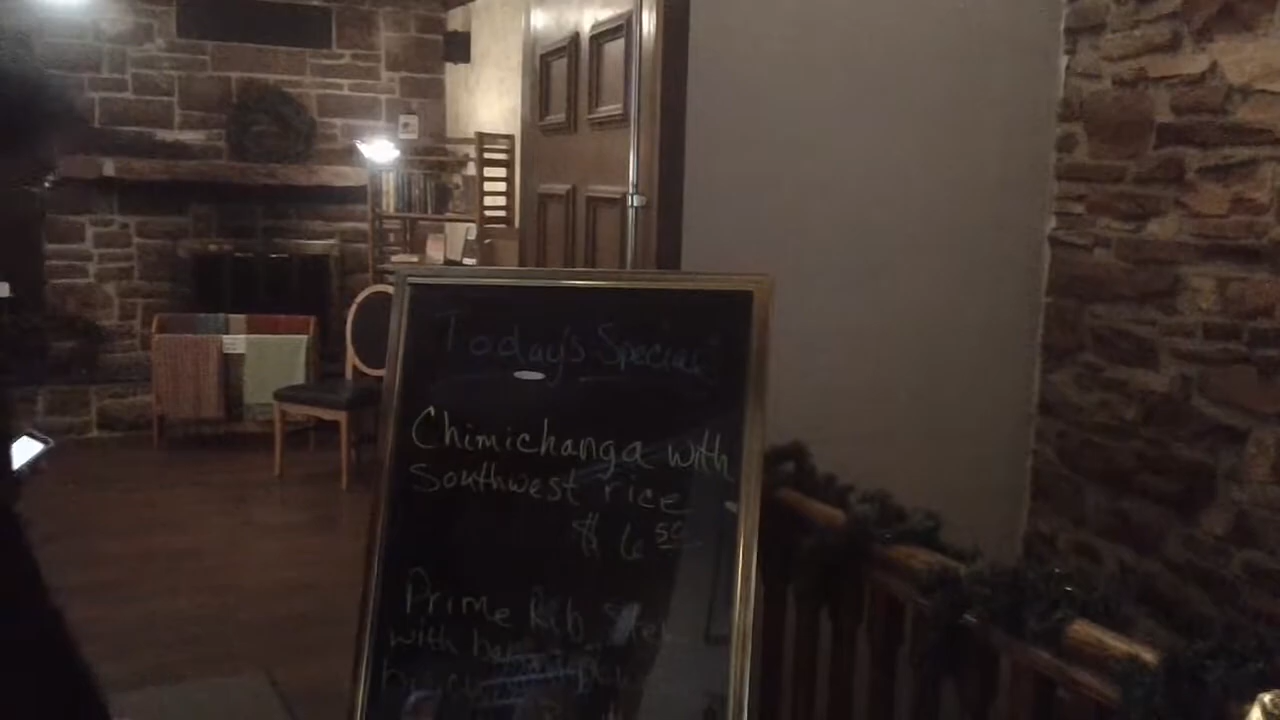 Today's Special
Chimichanga with
Southwest rice
$ 6 50
Prime Rib
with